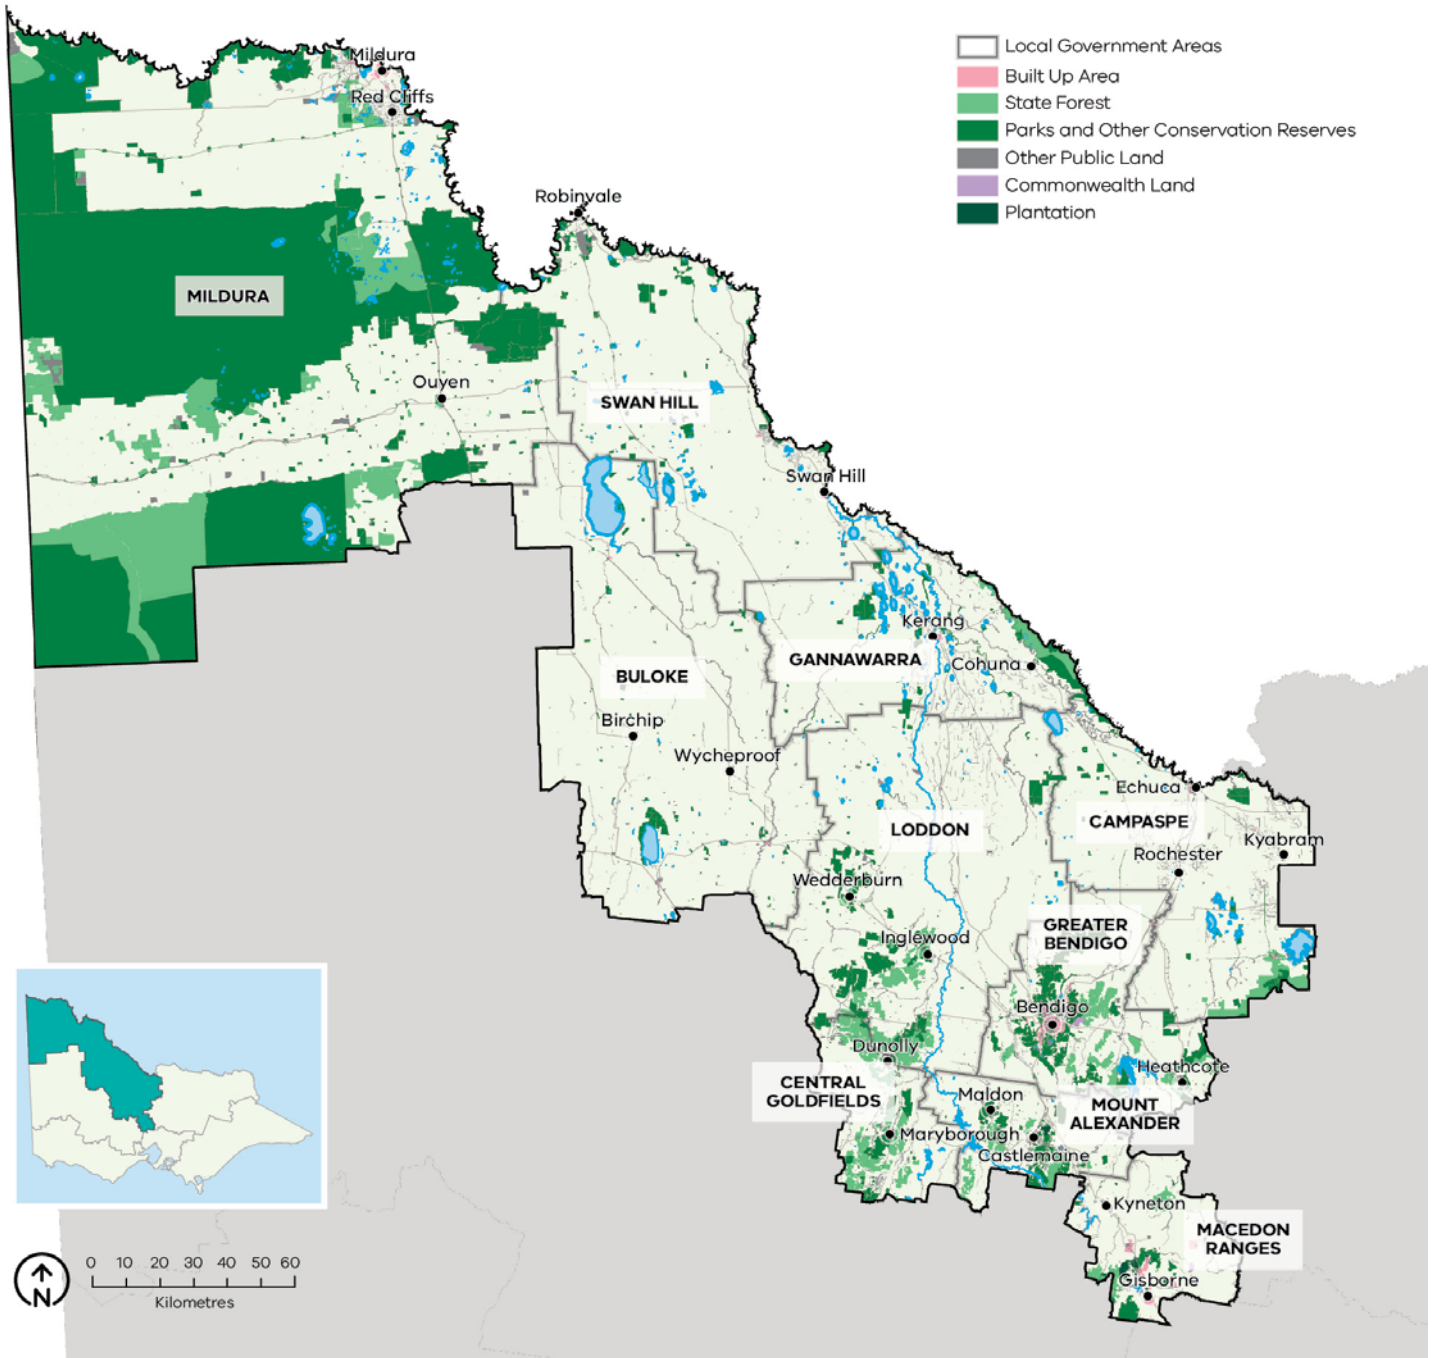 Local Government Areas
Built Up Area
State Forest
Parks and Other Conservation Reserves
Other Public Land
Commonwealth Land
Plantation
Mildura
Red Cliffs
Robinvale
MILDURA
Ouyen
SWAN HILL
Swan Hill
Kerang
GANNAWARRA
Cohuna
BULOKE
Birchip
Wycheproof
Echuca
LODDON
CAMPASPE
Kyabram
Rochester
Wedderburn
GREATER
BENDIGO
Inglewood
Bendigo
Dunolly
Heathcote
CENTRAL
GOLDFIELDS
Maldon
MOUNT
ALEXANDER
Maryborough
Castlemaine
Kyneton
MACEDON
RANGES
Gisborne
N
0 10 20 30 40 50 60
Kilometres